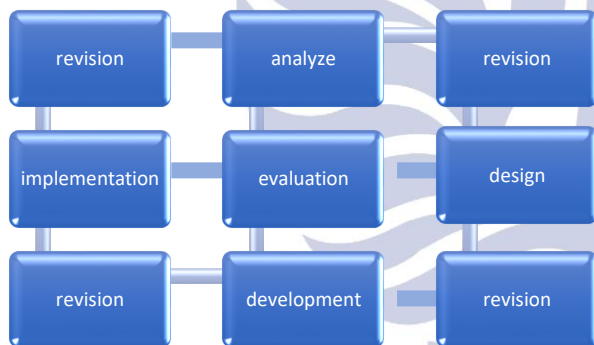 revision
analyze
revision
implementation
evaluation
design
revision
development
revision